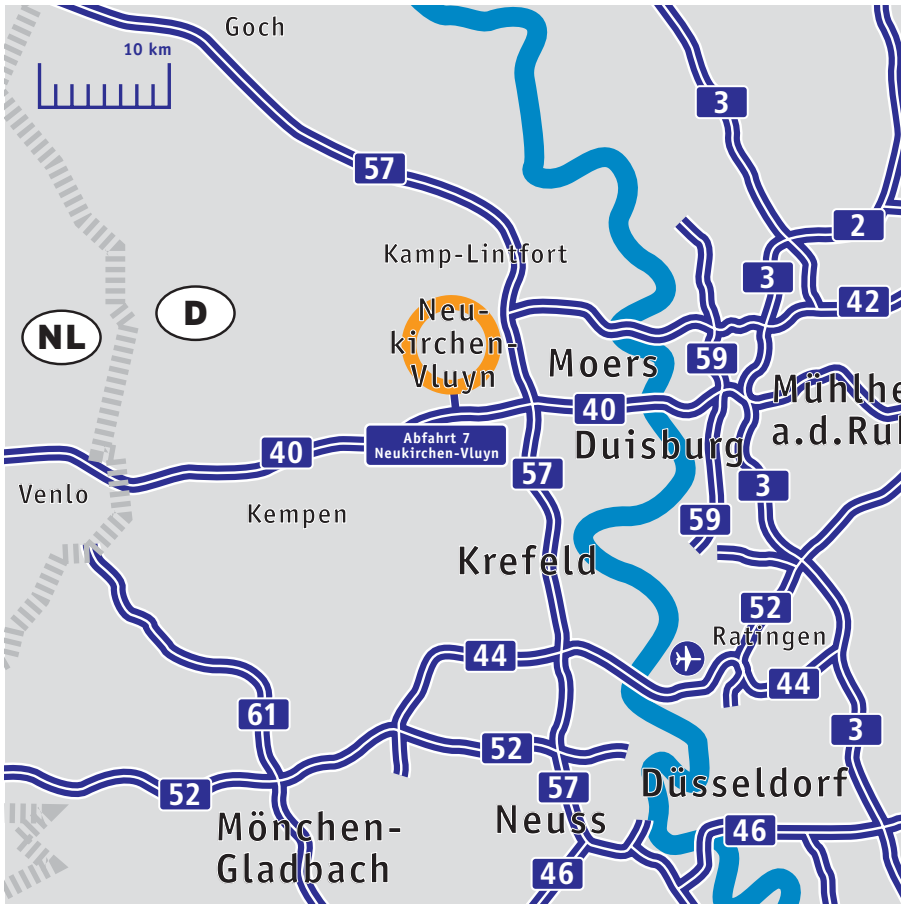 Goch
10 km
3
57
2
Kamp-Lintfort
3
D
42
Neu-
kirchen-
Vluyn
NL
59
Moers
Mühlhe
40
a.d.Ruh
Abfahrt 7
Neukirchen-Vluyn
Duisburg
40
57
Venlo
3
Kempen
59
Krefeld
52
Ratingen
44
44
61
3
52
Düsseldorf
57
52
Neuss
Mönchen-
Gladbach
46
46